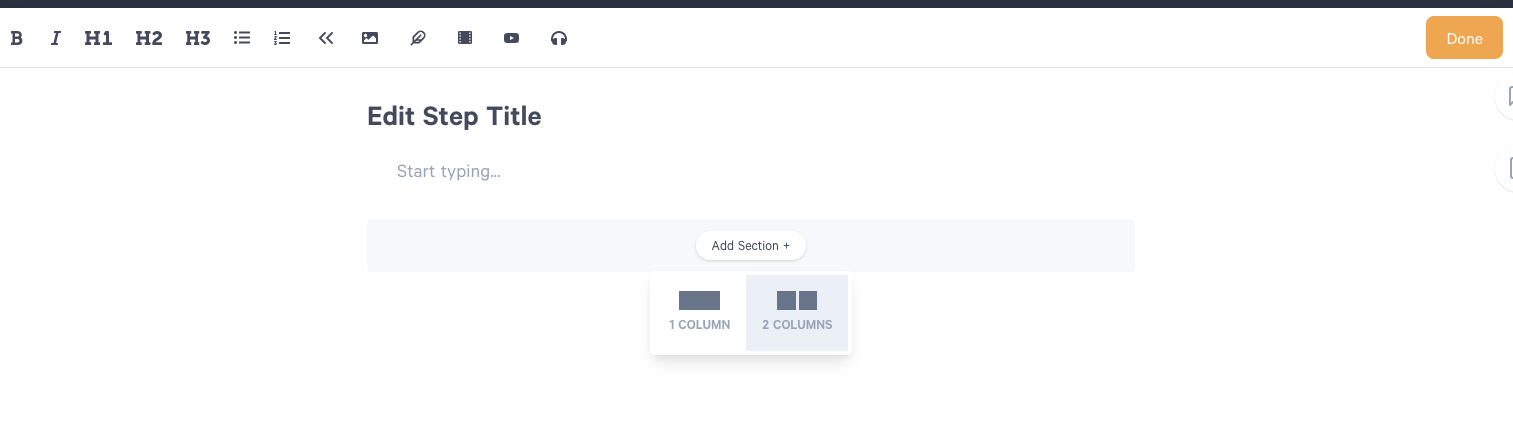 B I H1 H2 H3 Done
Edit Step Title
Start typing...
Add Section +
1 COLUMN 2 COLUMNS